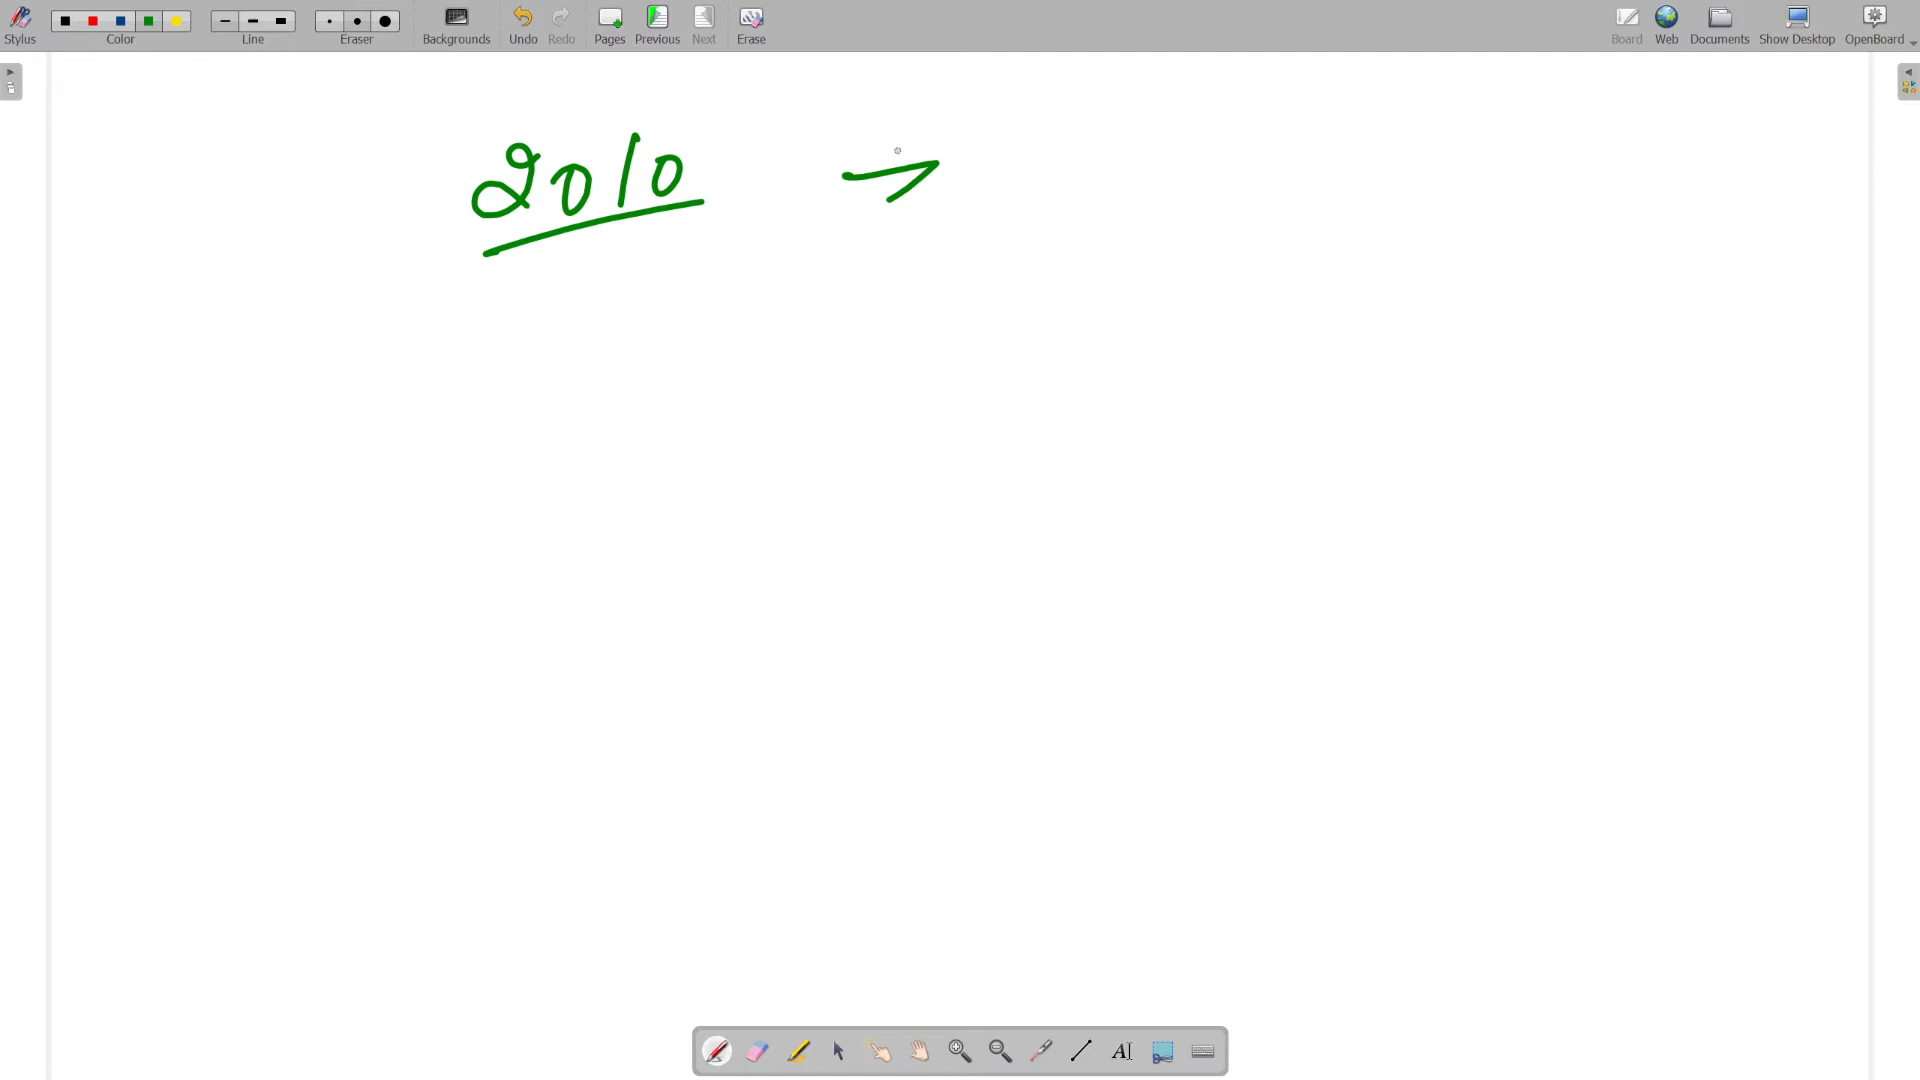 Stylus Color Line Eraser Backgrounds Undo Redo Pages Previous Next Erase Board Web Documents Show Desktop OpenBoard
2010 →